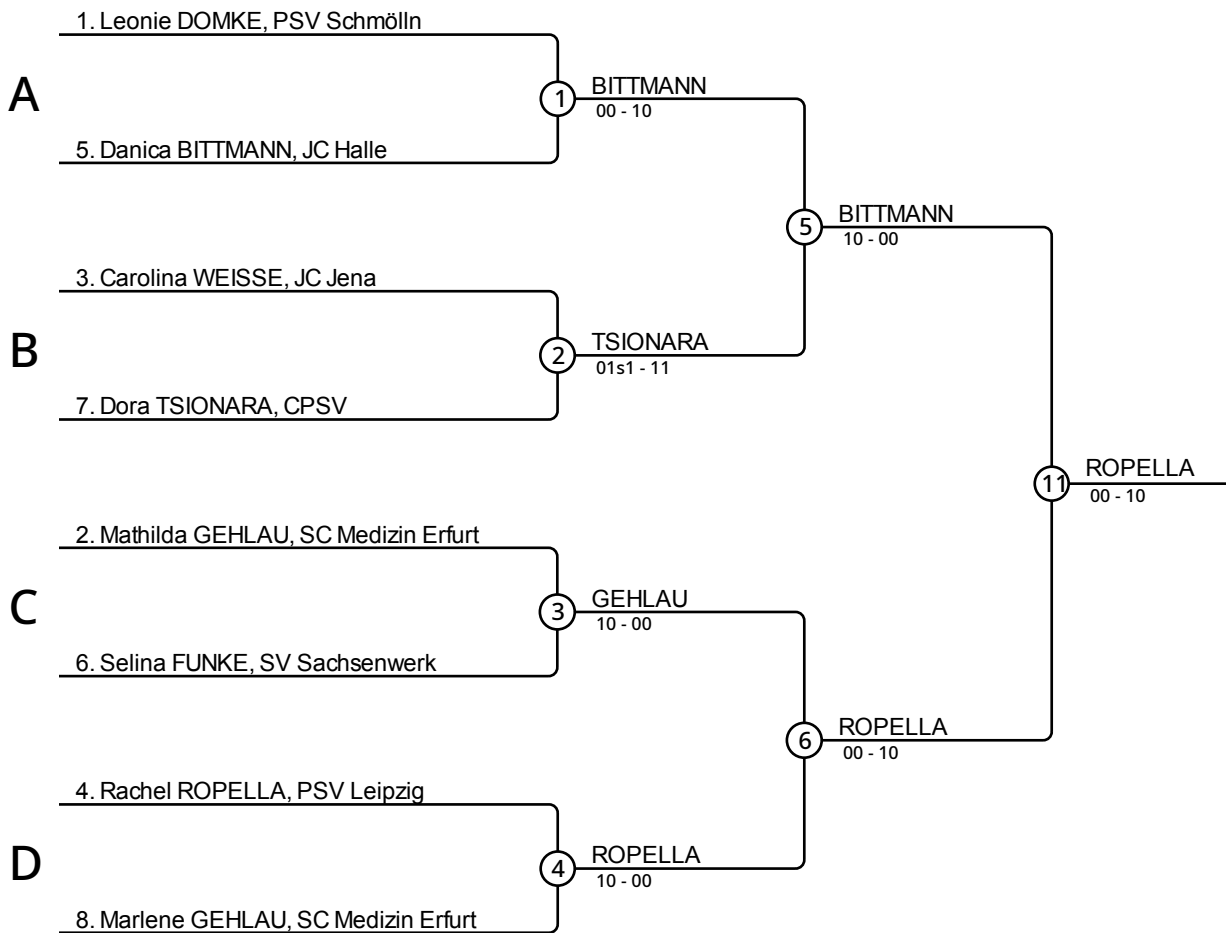 1. Leonie DOMKE, PSV Schmölln
A
1
BITTMANN
00 - 10
5. Danica BITTMANN, JC Halle
5
BITTMANN
10 - 00
3. Carolina WEISSE, JC Jena
B
2
TSIONARA
01s1 - 11
7. Dora TSIONARA, CPSV
11
ROPELLA
00 - 10
2. Mathilda GEHLAU, SC Medizin Erfurt
C
3
GEHLAU
10 - 00
6. Selina FUNKE, SV Sachsenwerk
6
ROPELLA
00 - 10
4. Rachel ROPELLA, PSV Leipzig
D
4
ROPELLA
10 - 00
8. Marlene GEHLAU, SC Medizin Erfurt